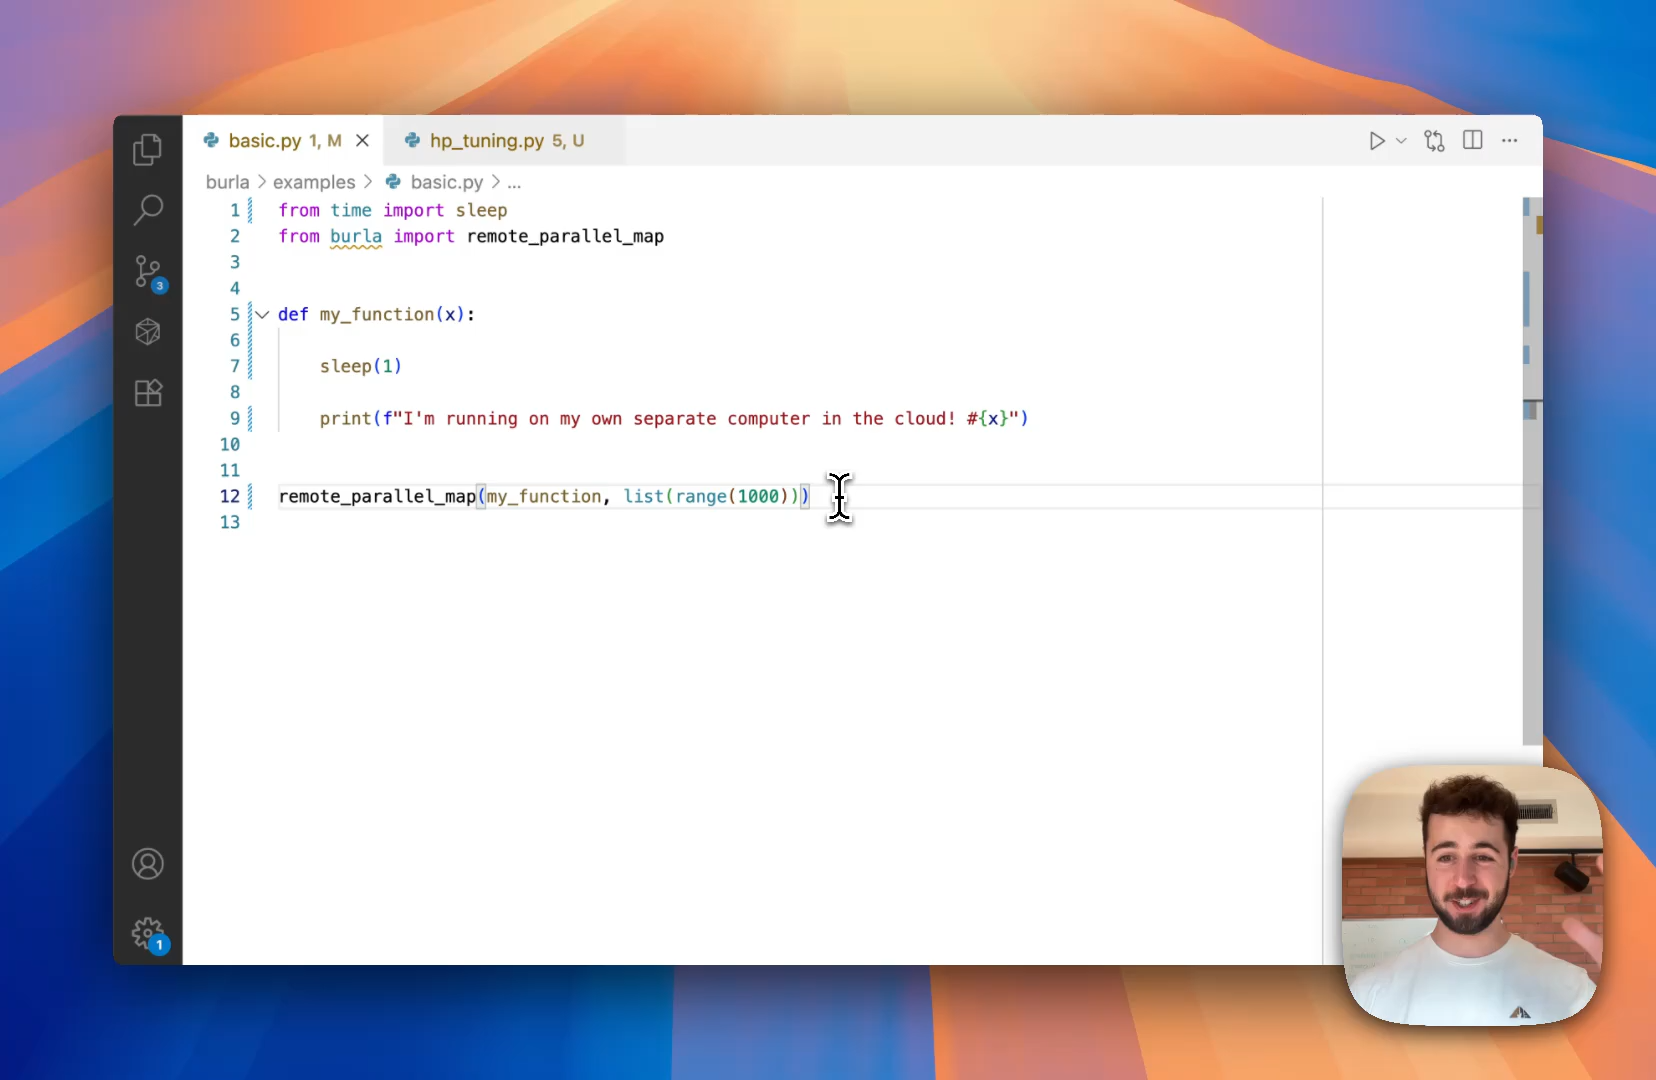 basic.py 1, M
hp_tuning.py 5, U
burla > examples > basic.py > ...
1 from time import sleep
2 from burla import remote_parallel_map
3
4
5 def my_function(x):
6
7 sleep(1)
8
9 print(f"I'm running on my own separate computer in the cloud! #{x}")
10
11
12 remote_parallel_map(my_function, list(range(1000)))
13
3
1